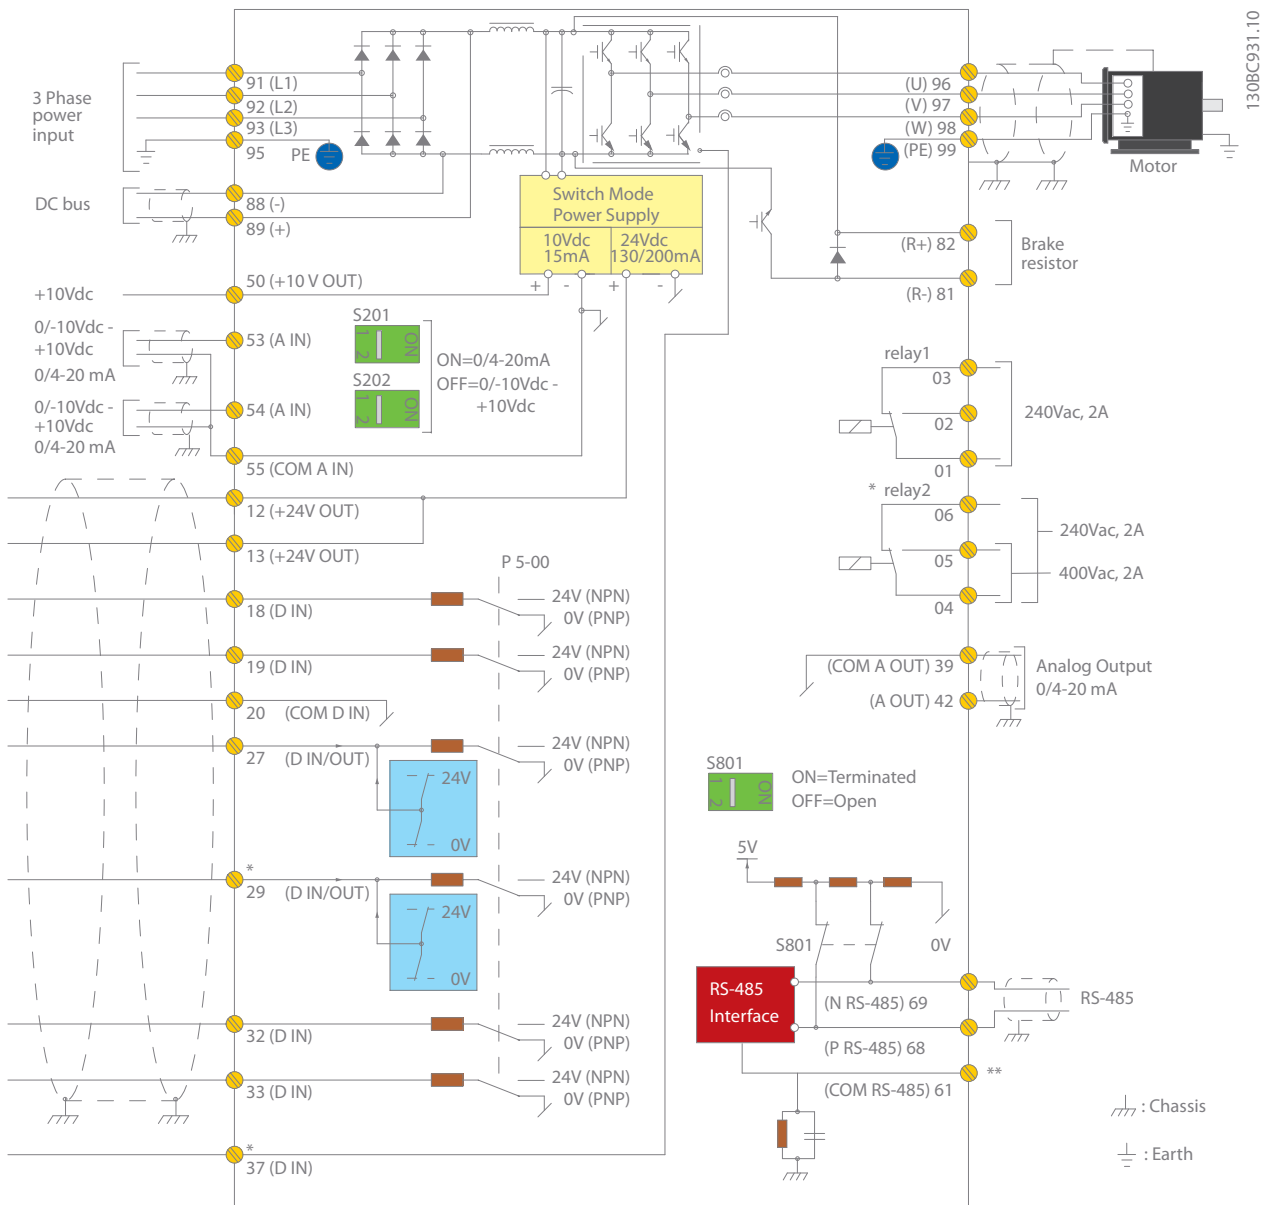 130BC931.10
3 Phase
power
input
91 (L1)
92 (L2)
93 (L3)
95
PE
DC bus
88 (-)
89 (+)
Switch Mode
Power Supply
10Vdc
15mA
24Vdc
130/200mA
+ - + -
(U) 96
(V) 97
(W) 98
(PE) 99
Motor
(R+) 82
(R-) 81
Brake
resistor
+10Vdc
50 (+10 V OUT)
0/-10Vdc -
+10Vdc
0/4-20 mA
53 (A IN)
0/-10Vdc -
+10Vdc
0/4-20 mA
54 (A IN)
55 (COM A IN)
S201
1 2 ON
S202
1 2 ON
ON=0/4-20mA
OFF=0/-10Vdc -
+10Vdc
relay1
03
02
01
240Vac, 2A
* relay2
06
05
04
240Vac, 2A
400Vac, 2A
12 (+24V OUT)
13 (+24V OUT)
P 5-00
18 (D IN)
24V (NPN)
0V (PNP)
19 (D IN)
24V (NPN)
0V (PNP)
20 (COM D IN)
27 (D IN/OUT)
24V (NPN)
0V (PNP)
24V
0V
*
29 (D IN/OUT)
24V (NPN)
0V (PNP)
24V
0V
32 (D IN)
24V (NPN)
0V (PNP)
33 (D IN)
24V (NPN)
0V (PNP)
*
37 (D IN)
(COM A OUT) 39
(A OUT) 42
Analog Output
0/4-20 mA
S801
1 2 ON
ON=Terminated
OFF=Open
5V
S801
0V
RS-485
Interface
(N RS-485) 69
(P RS-485) 68
(COM RS-485) 61
RS-485
**
: Chassis
: Earth